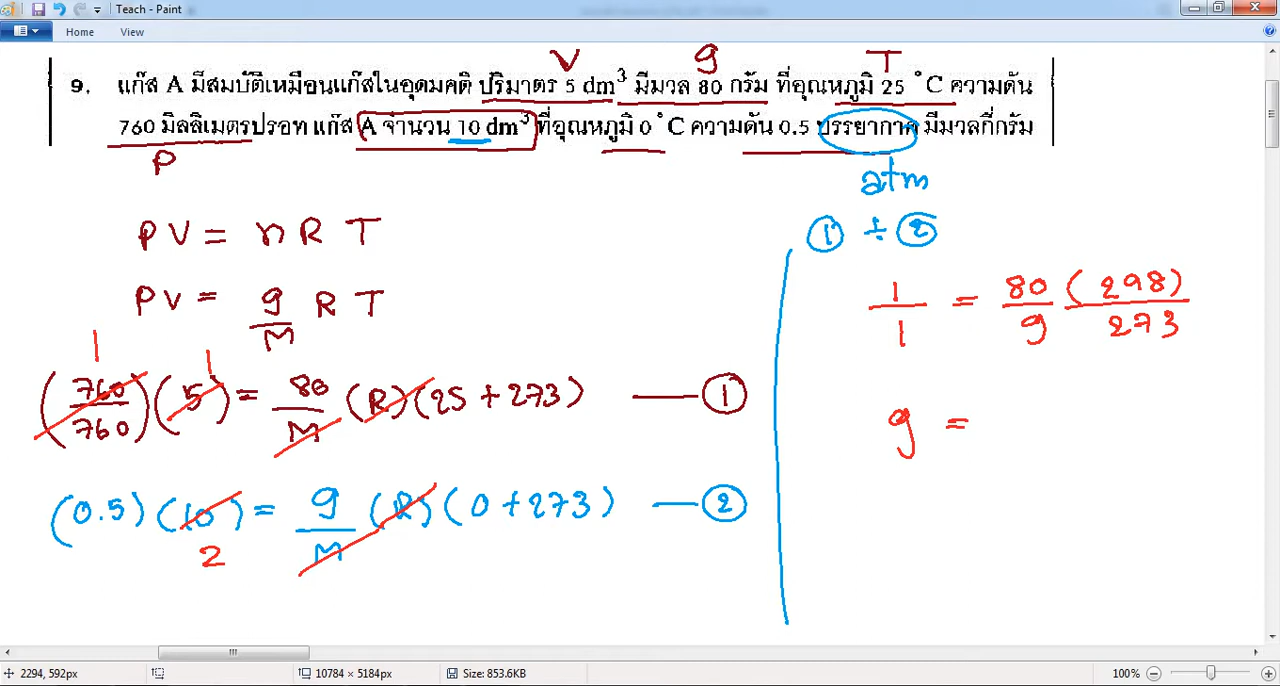 Teach - Paint
Home View
V g T
9. แก๊ส A มีสมบัติเหมือนแก๊สในอุดมคติ ปริมาตร 5 dm³ มีมวล 80 กรัม ที่อุณหภูมิ 25 °C ความดัน
760 มิลลิเมตรปรอท แก๊ส A จำนวน 10 dm³ ที่อุณหภูมิ 0 °C ความดัน 0.5 บรรยากาศ มีมวลกี่กรัม
P
atm
PV = nRT
PV = g/M RT
1 1
(760/760)(5) = 80/M (R)(25+273) — ①
(0.5)(10) = g/M (R)(0+273) — ②
2
① ÷ ②
1/1 = 80/g (298)/273
g =
2294, 592px 10784 × 5184px Size: 853.6KB 100%